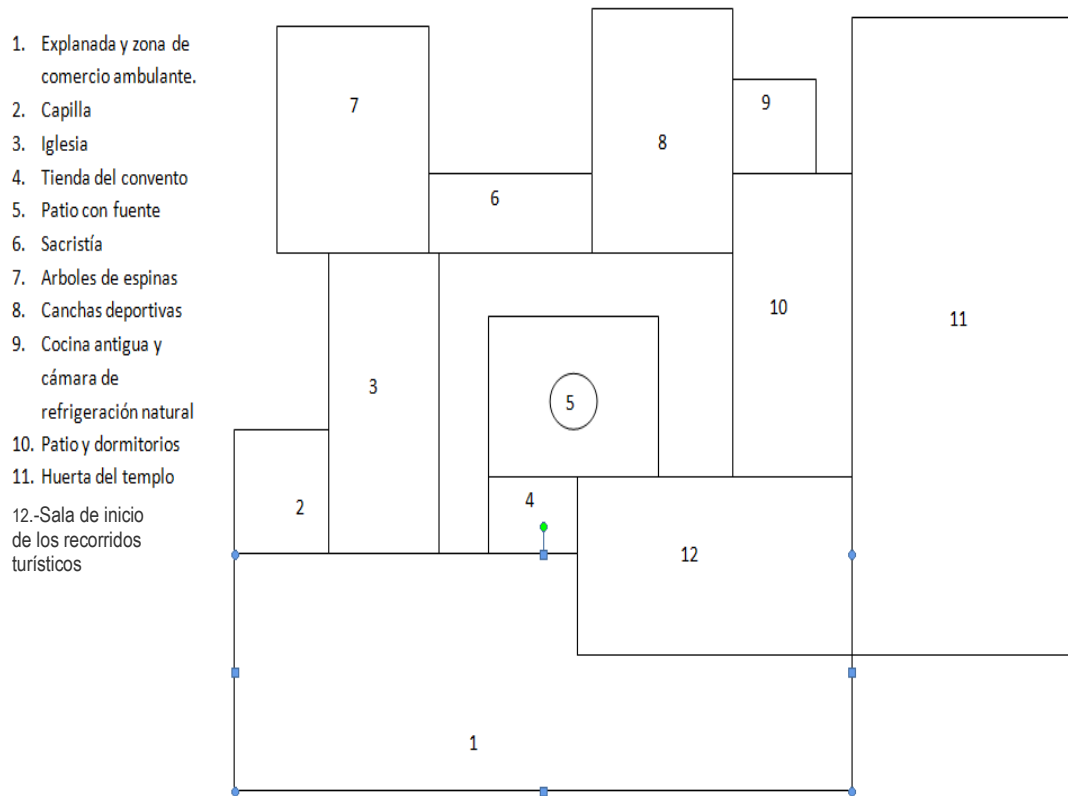 1. Explanada y zona de
comercio ambulante.
2. Capilla
3. Iglesia
4. Tienda del convento
5. Patio con fuente
6. Sacristía
7. Arboles de espinas
8. Canchas deportivas
9. Cocina antigua y
cámara de
refrigeración natural
10. Patio y dormitorios
11. Huerta del templo
12.-Sala de inicio
de los recorridos
turísticos
7
9
8
6
10
11
3
5
4
2
12
1